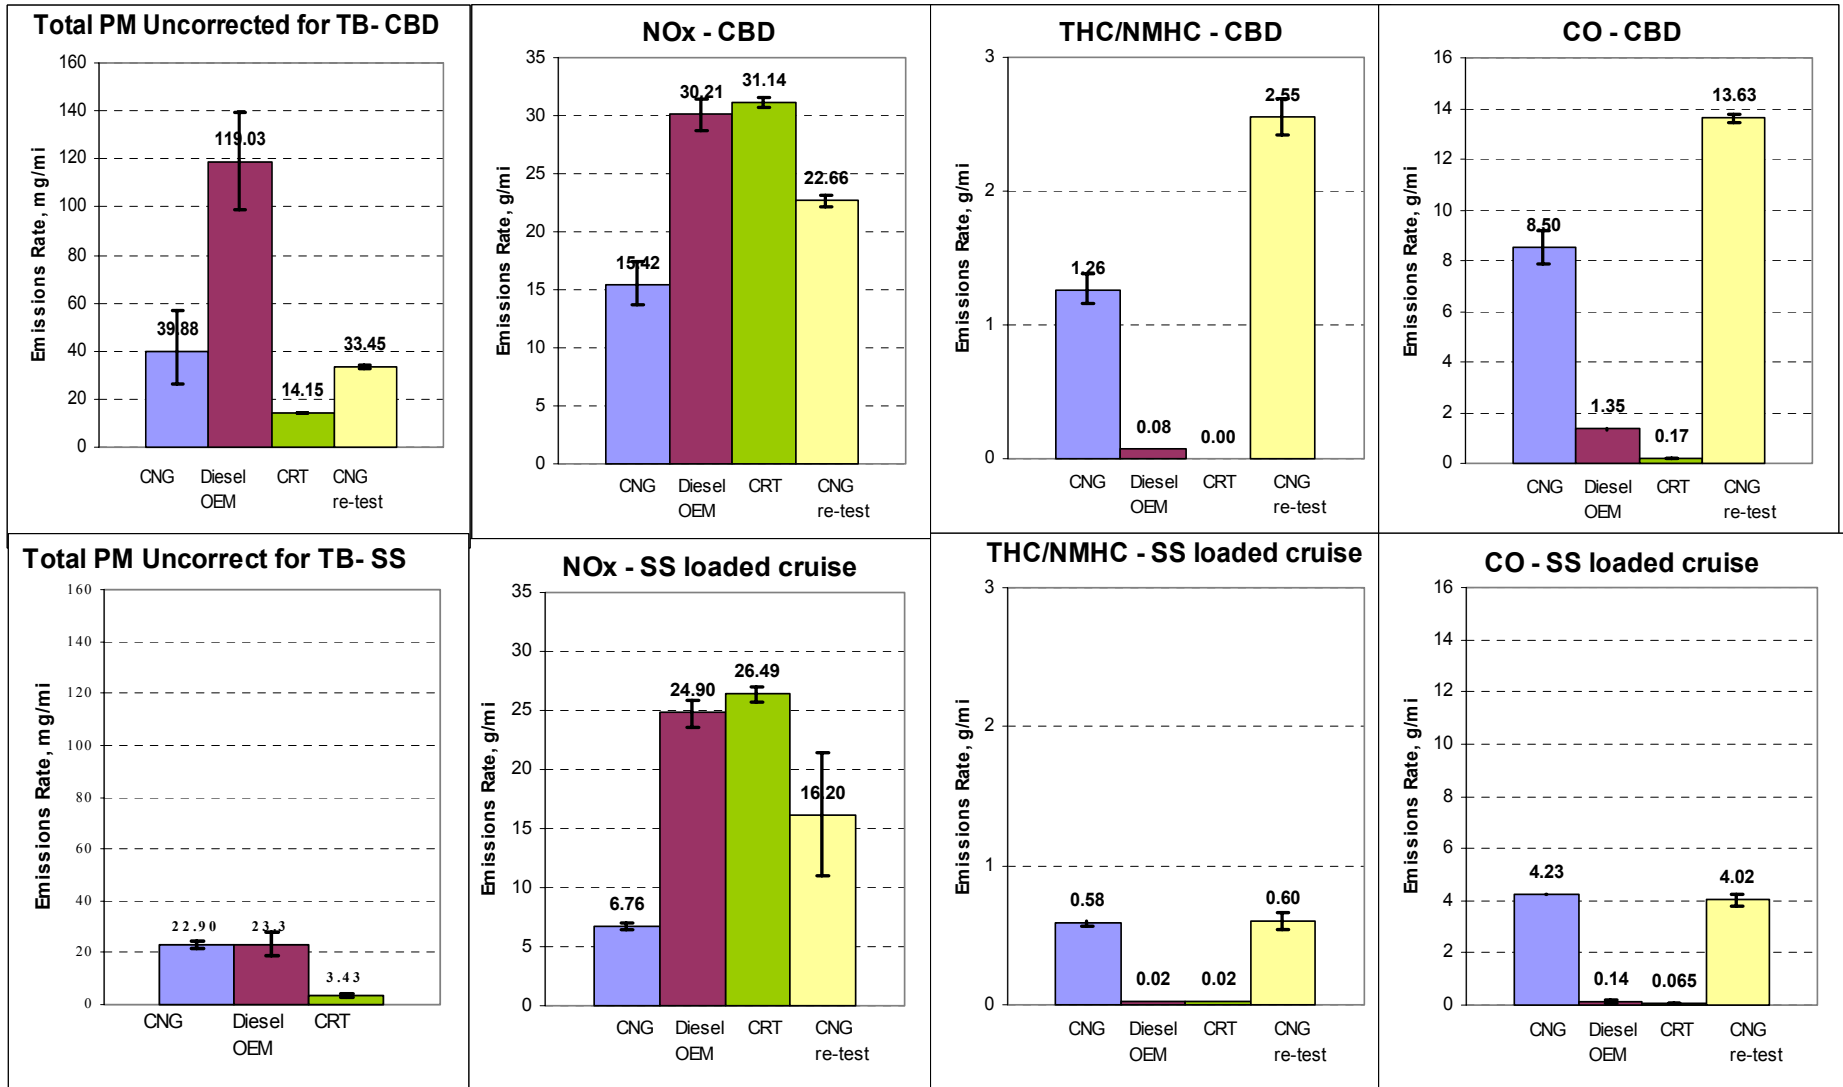 Total PM Uncorrected for TB- CBD
Emissions Rate, mg/mi
160
140
120
100
80
60
40
20
0
39.88
119.03
14.15
33.45
CNG
Diesel
OEM
CRT
CNG
re-test
NOx - CBD
Emissions Rate, g/mi
35
30
25
20
15
10
5
0
15.42
30.21
31.14
22.66
CNG
Diesel
OEM
CRT
CNG
re-test
THC/NMHC - CBD
Emissions Rate, g/mi
3
2
1
0
1.26
0.08
0.00
2.55
CNG
Diesel
OEM
CRT
CNG
re-test
CO - CBD
Emissions Rate, g/mi
16
14
12
10
8
6
4
2
0
8.50
1.35
0.17
13.63
CNG
Diesel
OEM
CRT
CNG
re-test
Total PM Uncorrect for TB- SS
Emissions Rate, mg/mi
160
140
120
100
80
60
40
20
0
22.90
23.3
3.43
CNG
Diesel
OEM
CRT
NOx - SS loaded cruise
Emissions Rate, g/mi
35
30
25
20
15
10
5
0
6.76
24.90
26.49
16.20
CNG
Diesel
OEM
CRT
CNG
re-test
THC/NMHC - SS loaded cruise
Emissions Rate, g/mi
3
2
1
0
0.58
0.02
0.02
0.60
CNG
Diesel
OEM
CRT
CNG
re-test
CO - SS loaded cruise
Emissions Rate, g/mi
16
14
12
10
8
6
4
2
0
4.23
0.14
0.065
4.02
CNG
Diesel
OEM
CRT
CNG
re-test